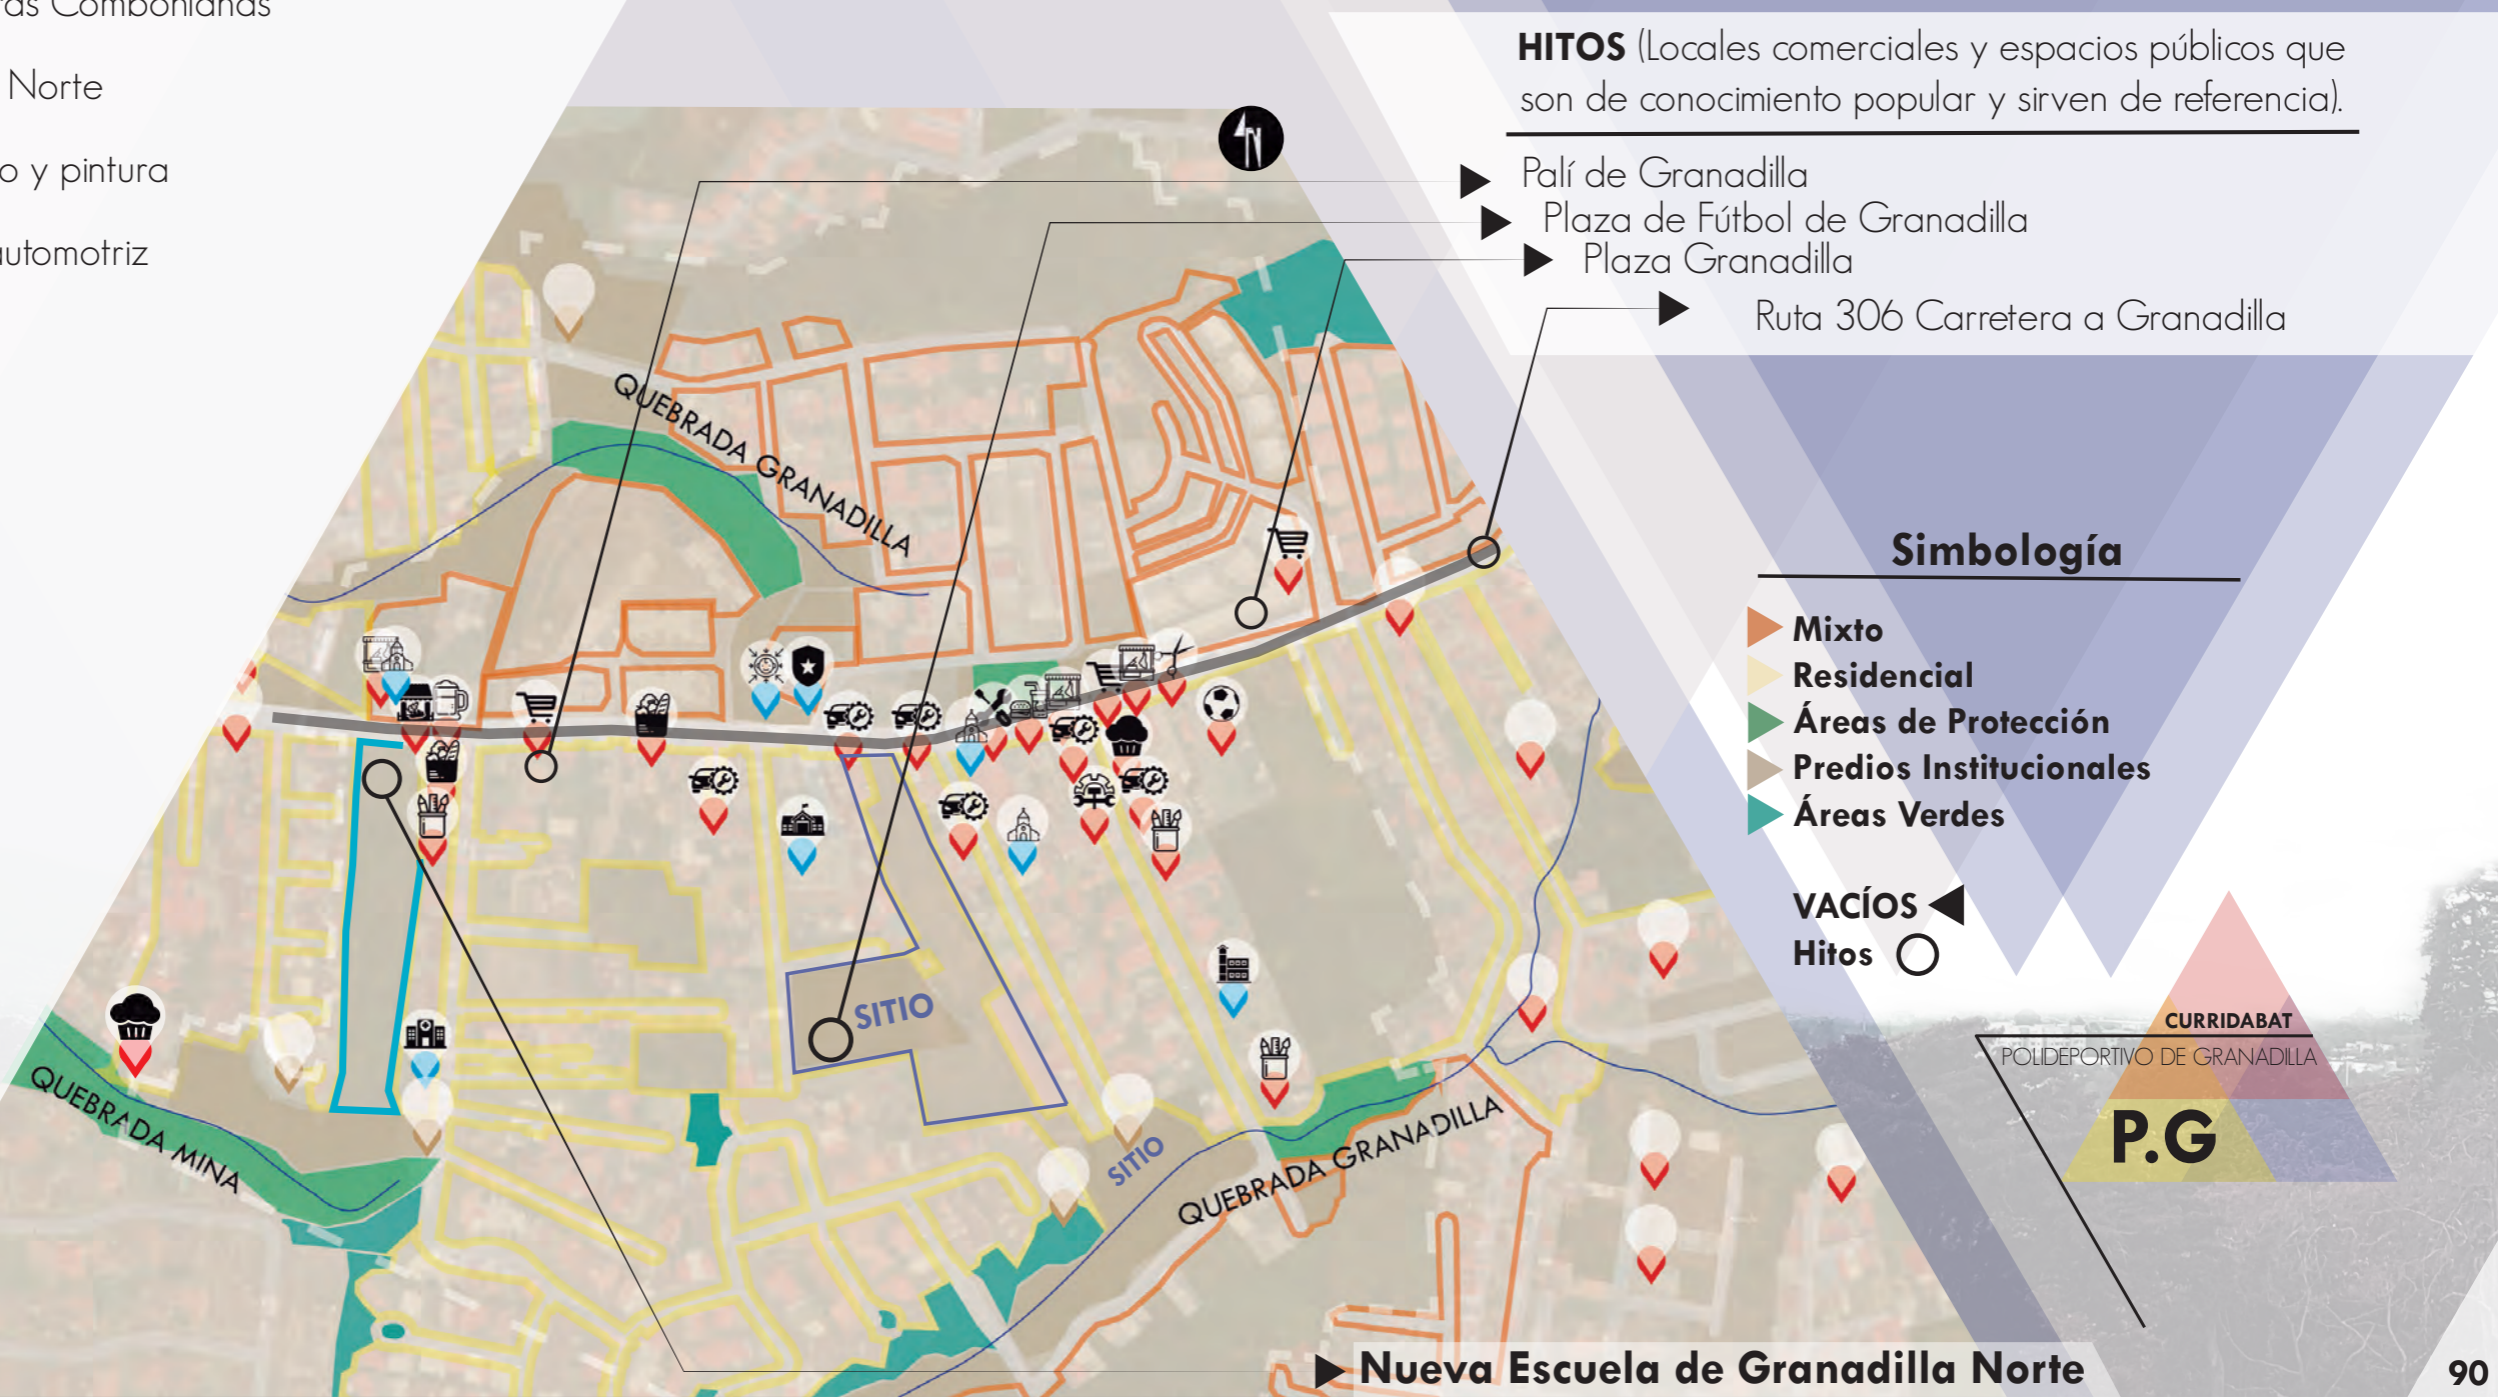 ras Combonianas
Norte
o y pintura
automotriz
HITOS (Locales comerciales y espacios públicos que
son de conocimiento popular y sirven de referencia).
Palí de Granadilla
Plaza de Fútbol de Granadilla
Plaza Granadilla
Ruta 306 Carretera a Granadilla
N
QUEBRADA GRANADILLA
Simbología
Mixto
Residencial
Áreas de Protección
Predios Institucionales
Áreas Verdes
VACÍOS
Hitos
SITIO
SITIO
QUEBRADA MINA
QUEBRADA GRANADILLA
CURRIDABAT
POLIDEPORTIVO DE GRANADILLA
P.G
Nueva Escuela de Granadilla Norte
90